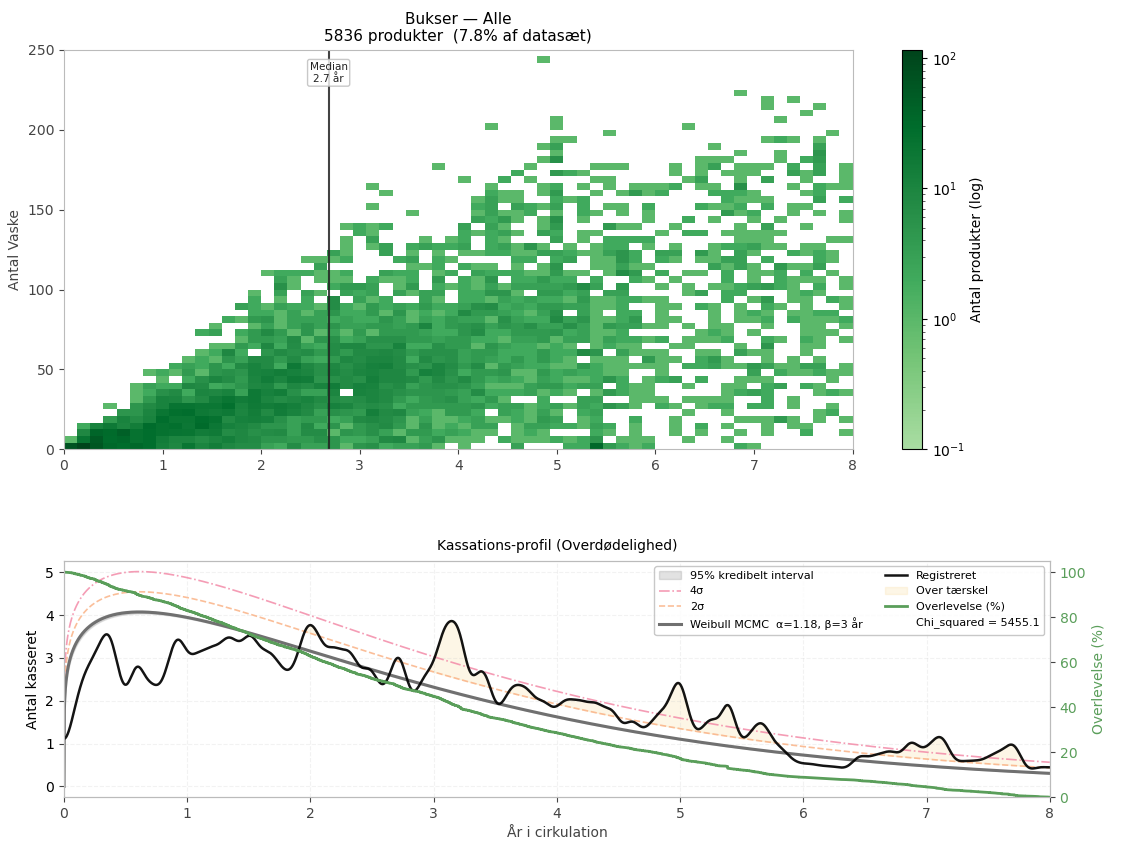 Bukser — Alle
5836 produkter  (7.8% af datasæt)
250
200
150
100
50
0
Antal Vaske
Median
2.7 år
0 1 2 3 4 5 6 7 8
10²
10¹
10⁰
10⁻¹
Antal produkter (log)
Kassations-profil (Overdødelighed)
5
4
3
2
1
0
Antal kasseret
95% kredibelt interval
4σ
2σ
Weibull MCMC  α=1.18, β=3 år
Registreret
Over tærskel
Overlevelse (%)
Chi_squared = 5455.1
100
80
60
40
20
0
Overlevelse (%)
0 1 2 3 4 5 6 7 8
År i cirkulation